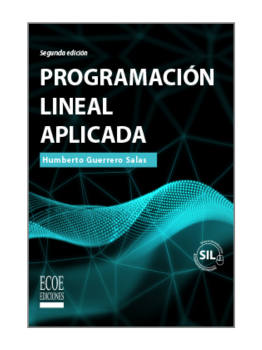 Segunda edición
PROGRAMACIÓN
LINEAL
APLICADA
Humberto Guerrero Salas
SIL
ECOE
EDICIONES